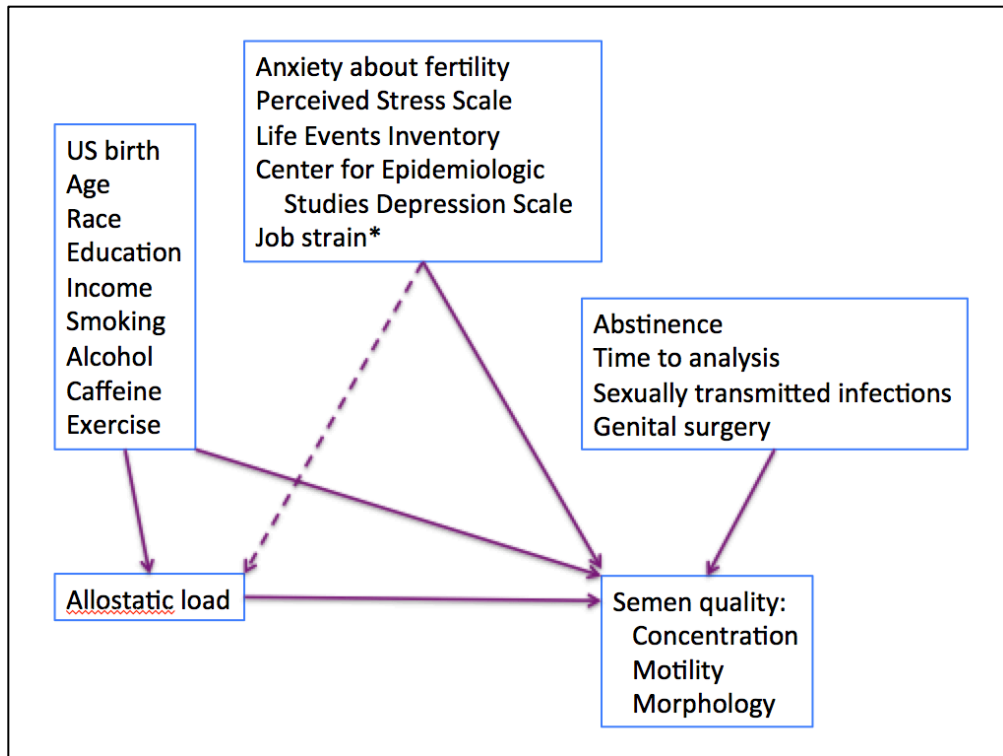 Anxiety about fertility
Perceived Stress Scale
Life Events Inventory
Center for Epidemiologic
Studies Depression Scale
Job strain*
US birth
Age
Race
Education
Income
Smoking
Alcohol
Caffeine
Exercise
Abstinence
Time to analysis
Sexually transmitted infections
Genital surgery
Allostatic load
Semen quality:
Concentration
Motility
Morphology